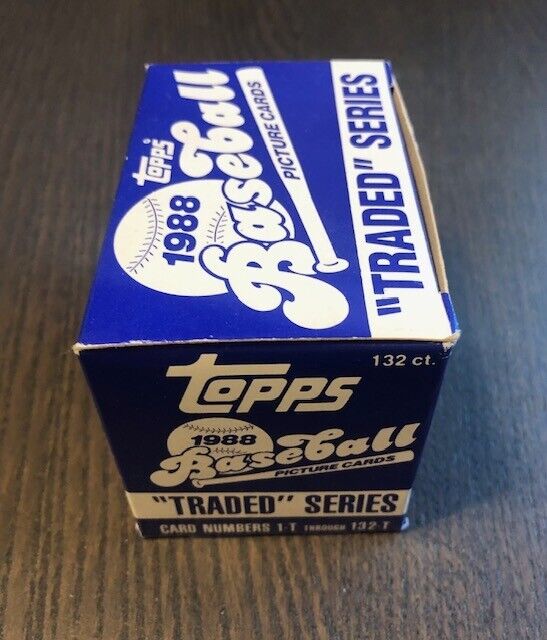 Topps
1988
Baseball
PICTURE CARDS
"TRADED" SERIES
132 ct.
Topps
1988
Baseball
PICTURE CARDS
"TRADED" SERIES
CARD NUMBERS 1-T THROUGH 132-T